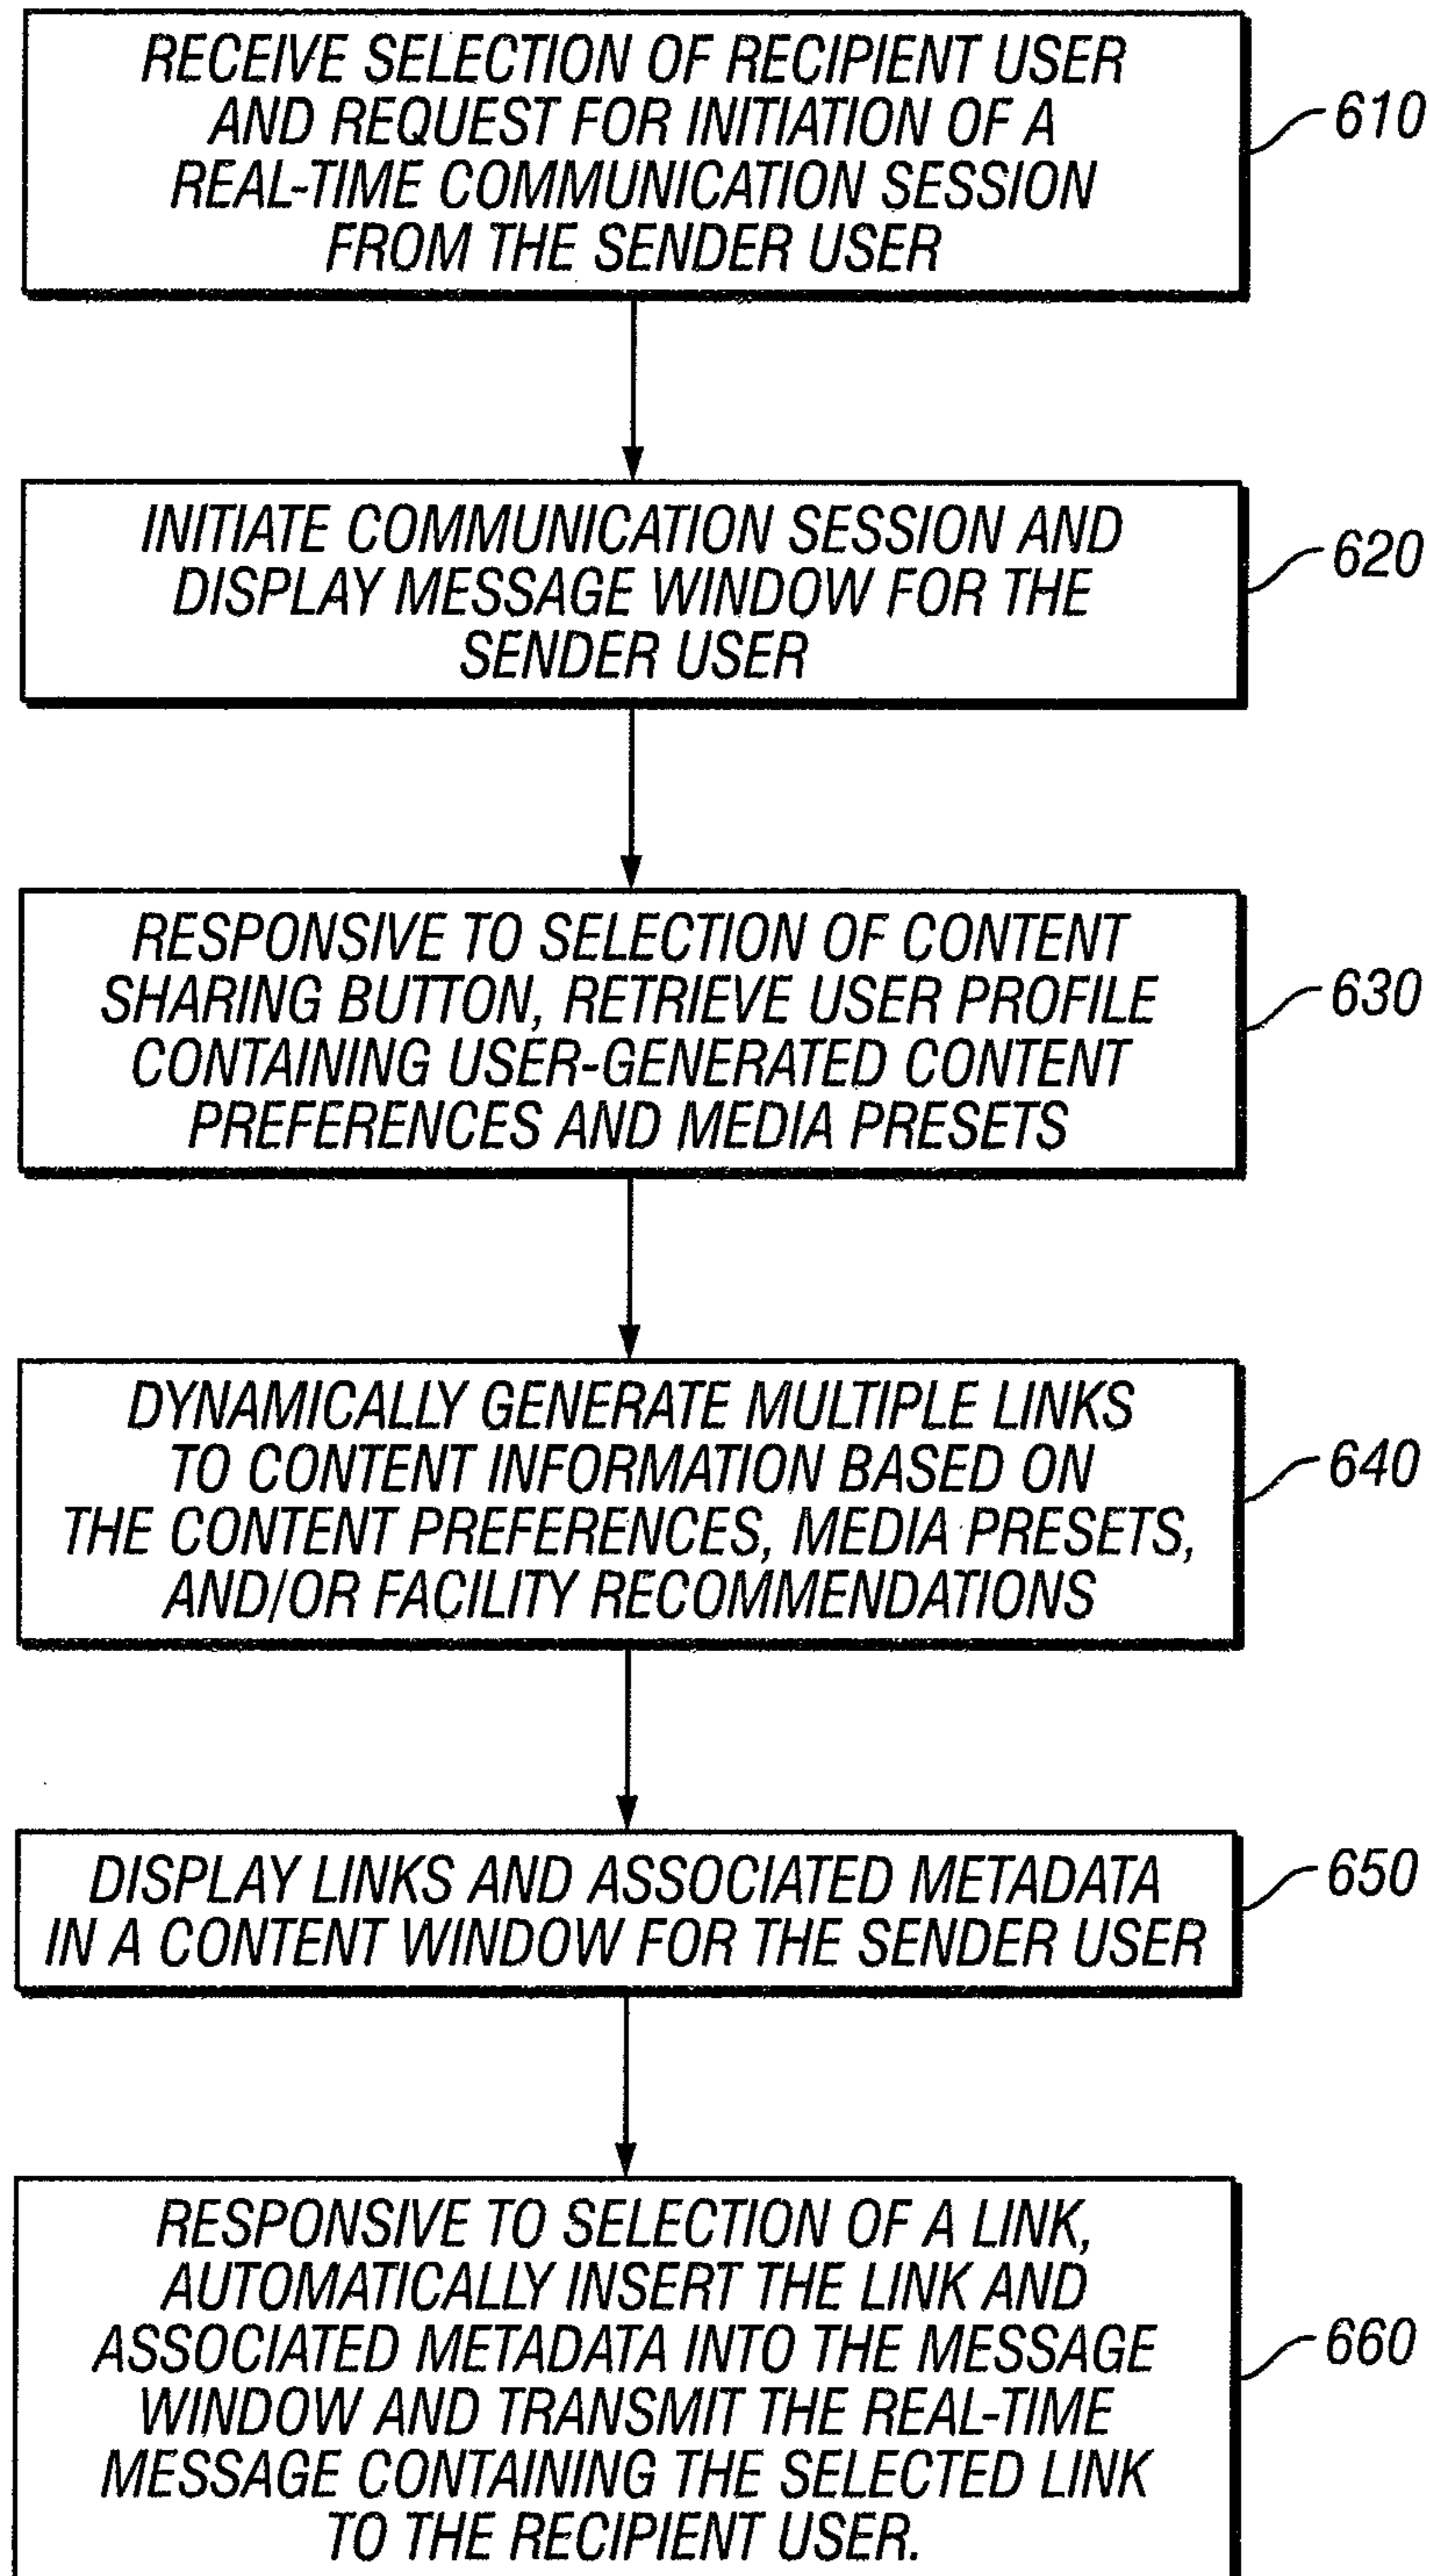 RECEIVE SELECTION OF RECIPIENT USER
AND REQUEST FOR INITIATION OF A
REAL-TIME COMMUNICATION SESSION
FROM THE SENDER USER
610
INITIATE COMMUNICATION SESSION AND
DISPLAY MESSAGE WINDOW FOR THE
SENDER USER
620
RESPONSIVE TO SELECTION OF CONTENT
SHARING BUTTON, RETRIEVE USER PROFILE
CONTAINING USER-GENERATED CONTENT
PREFERENCES AND MEDIA PRESETS
630
DYNAMICALLY GENERATE MULTIPLE LINKS
TO CONTENT INFORMATION BASED ON
THE CONTENT PREFERENCES, MEDIA PRESETS,
AND/OR FACILITY RECOMMENDATIONS
640
DISPLAY LINKS AND ASSOCIATED METADATA
IN A CONTENT WINDOW FOR THE SENDER USER
650
RESPONSIVE TO SELECTION OF A LINK,
AUTOMATICALLY INSERT THE LINK AND
ASSOCIATED METADATA INTO THE MESSAGE
WINDOW AND TRANSMIT THE REAL-TIME
MESSAGE CONTAINING THE SELECTED LINK
TO THE RECIPIENT USER.
660